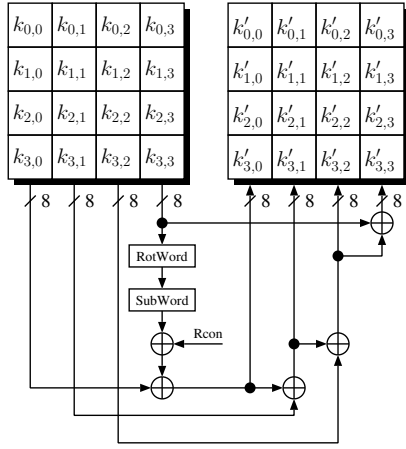 k0,0 k0,1 k0,2 k0,3 k′0,0 k′0,1 k′0,2 k′0,3
k1,0 k1,1 k1,2 k1,3 k′1,0 k′1,1 k′1,2 k′1,3
k2,0 k2,1 k2,2 k2,3 k′2,0 k′2,1 k′2,2 k′2,3
k3,0 k3,1 k3,2 k3,3 k′3,0 k′3,1 k′3,2 k′3,3
8 8 8 8 8 8 8 8
RotWord
SubWord
Rcon